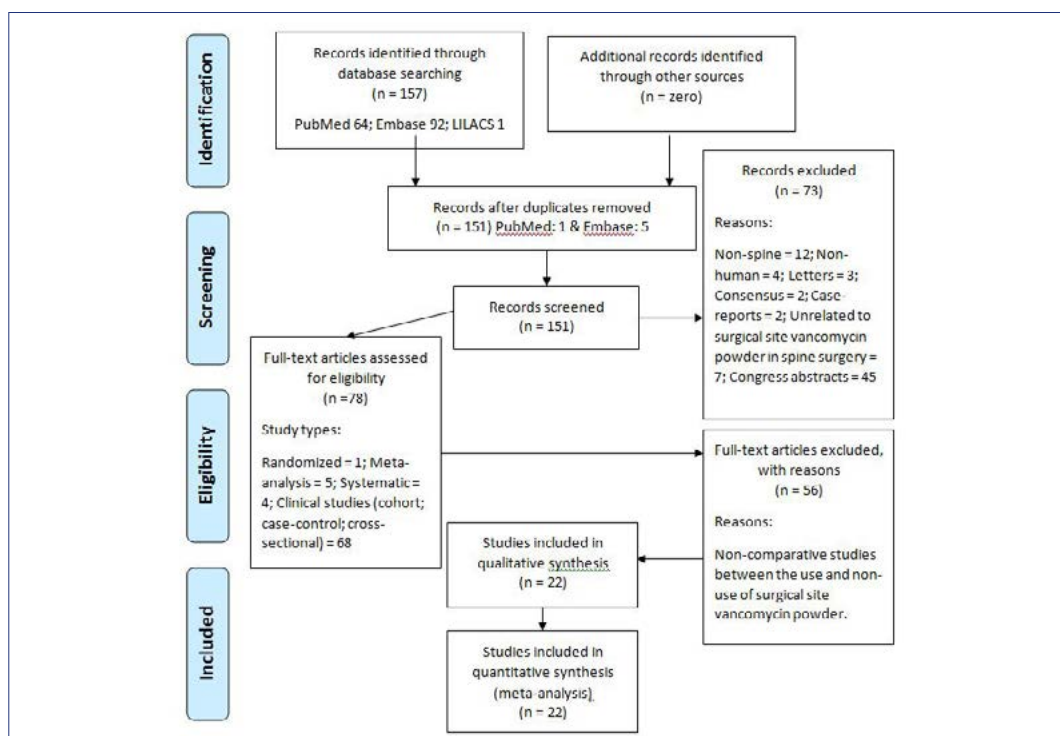 Identification
Records identified through
database searching
(n = 157)
PubMed 64; Embase 92; LILACS 1
Additional records identified
through other sources
(n = zero)
Records after duplicates removed
(n = 151) PubMed: 1 & Embase: 5
Screening
Records screened
(n = 151)
Records excluded
(n = 73)
Reasons:
Non-spine = 12; Non-
human = 4; Letters = 3;
Consensus = 2; Case-
reports = 2; Unrelated to
surgical site vancomycin
powder in spine surgery =
7; Congress abstracts = 45
Eligibility
Full-text articles assessed
for eligibility
(n =78)
Study types:
Randomized = 1; Meta-
analysis = 5; Systematic =
4; Clinical studies (cohort;
case-control; cross-
sectional) = 68
Full-text articles excluded,
with reasons
(n = 56)
Reasons:
Non-comparative studies
between the use and non-
use of surgical site
vancomycin powder.
Included
Studies included in
qualitative synthesis
(n = 22)
Studies included in
quantitative synthesis
(meta-analysis)
(n = 22)